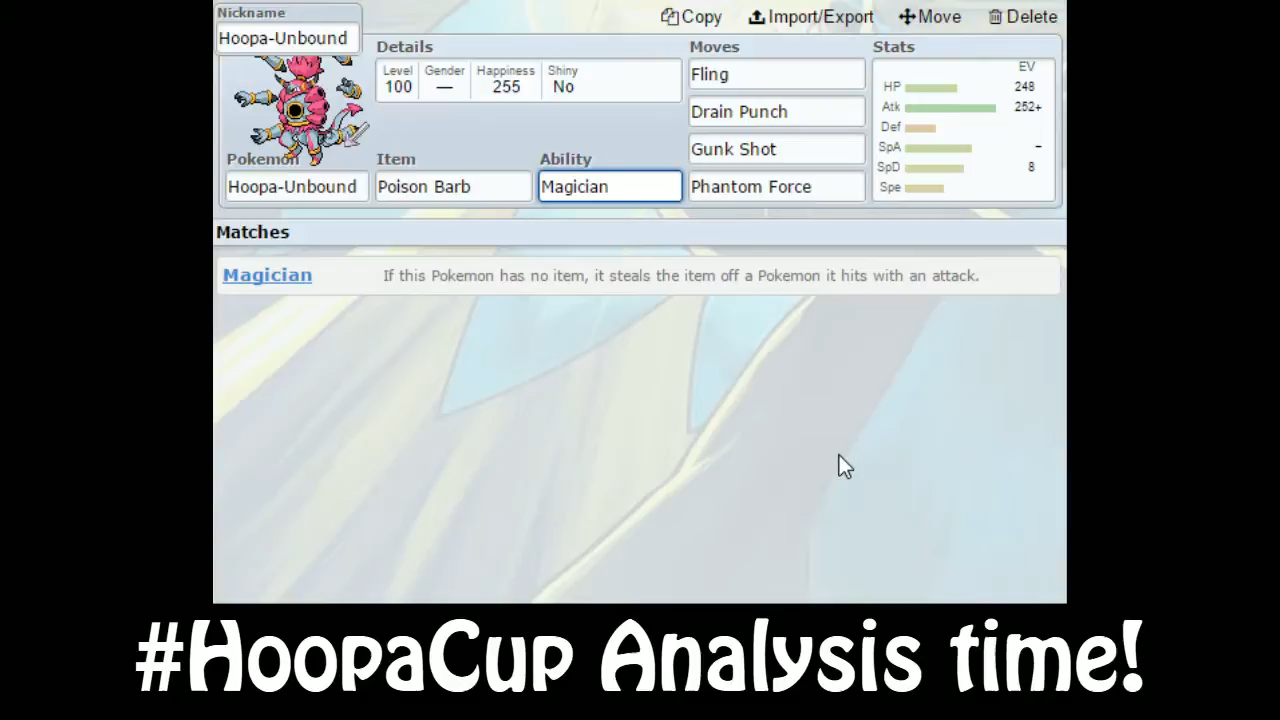 Nickname
Copy Import/Export Move Delete
Hoopa-Unbound
Details Moves Stats
Level Gender Happiness Shiny
100 — 255 No
Fling
Drain Punch
Gunk Shot
Phantom Force
EV
HP 248
Atk 252+
Def
SpA –
SpD 8
Spe
Pokemon Item Ability
Hoopa-Unbound Poison Barb Magician
Matches
Magician If this Pokemon has no item, it steals the item off a Pokemon it hits with an attack.
#HoopaCup Analysis time!